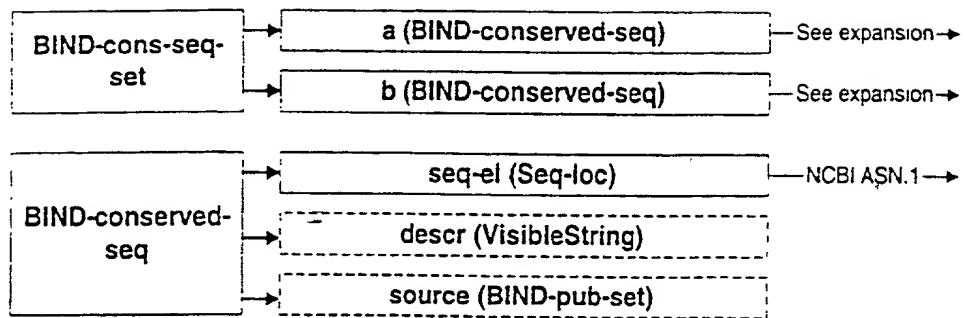 BIND-cons-seq-
set
a (BIND-conserved-seq)
See expansion
b (BIND-conserved-seq)
See expansion
BIND-conserved-
seq
seq-el (Seq-loc)
NCBI ASN.1
descr (VisibleString)
source (BIND-pub-set)